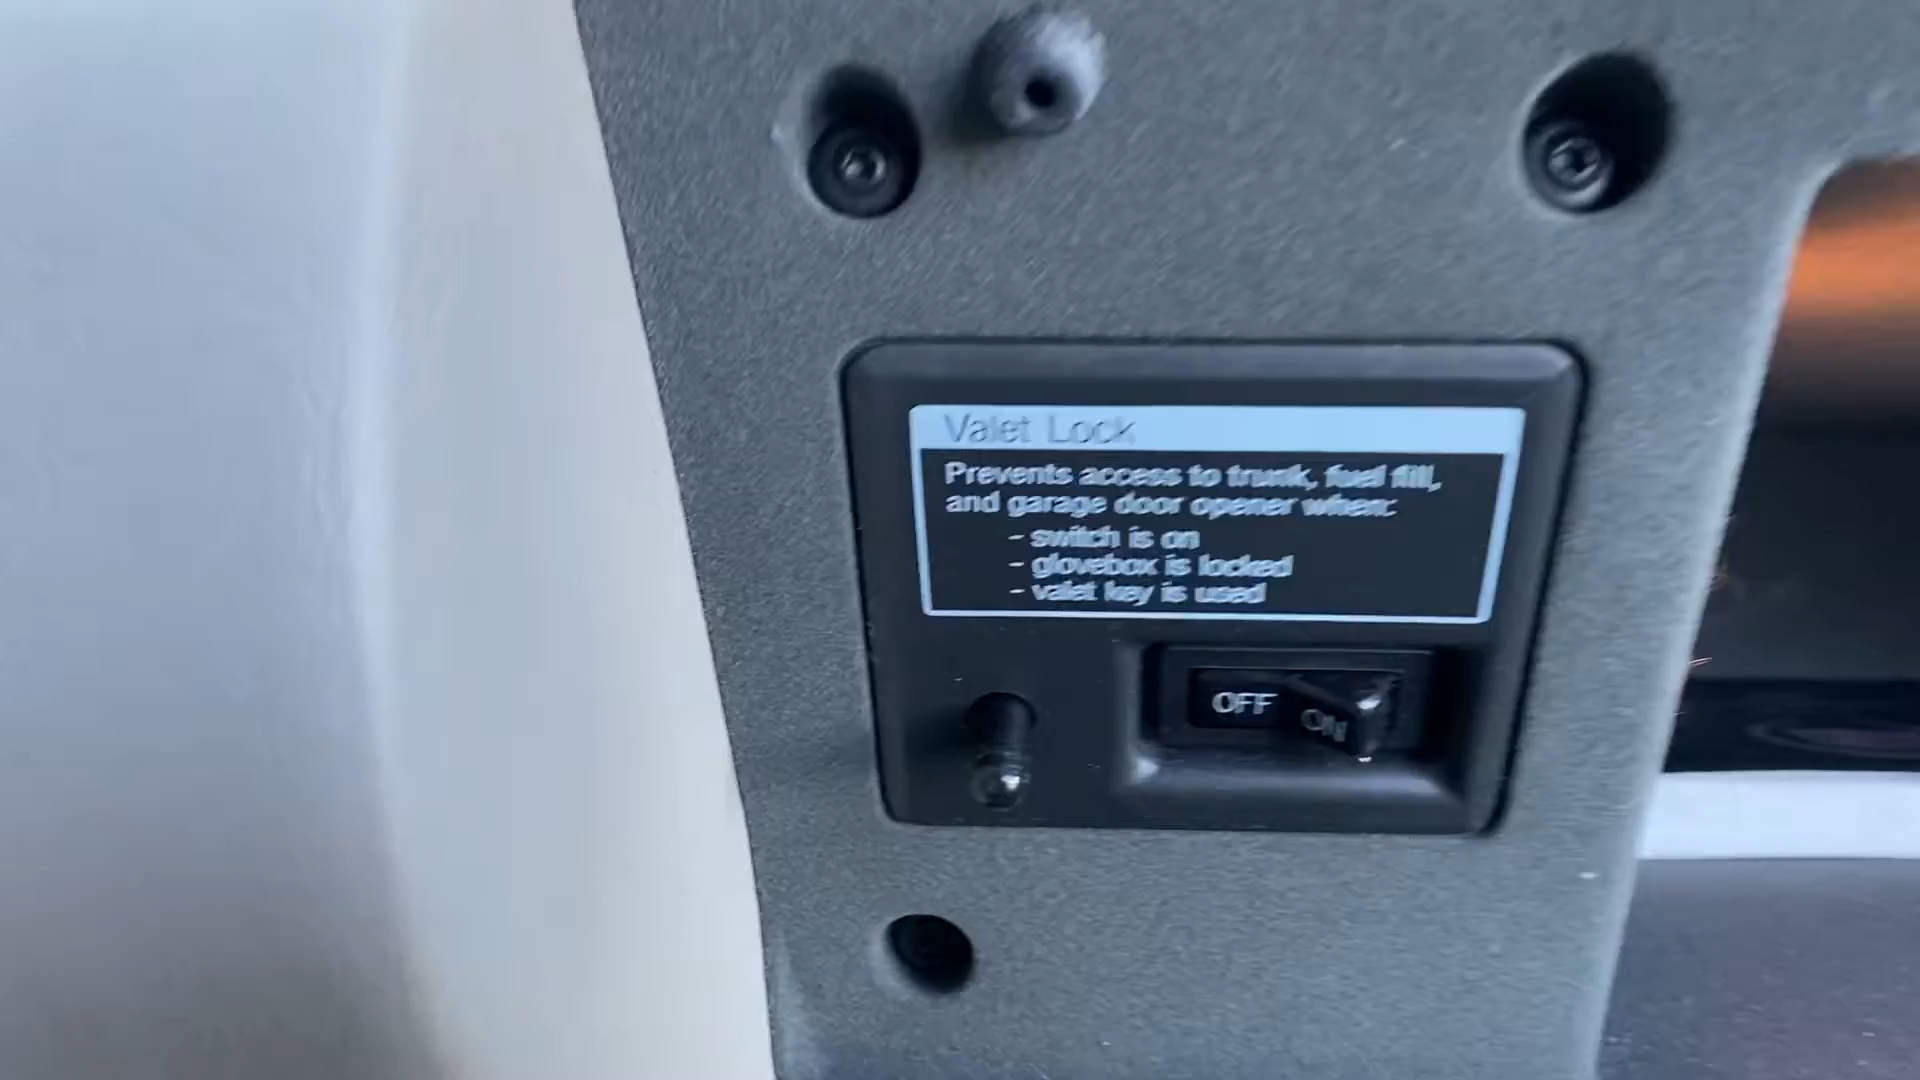 Valet Lock
Prevents access to trunk, fuel fill,
and garage door opener when:
- switch is on
- glovebox is locked
- valet key is used
OFF ON